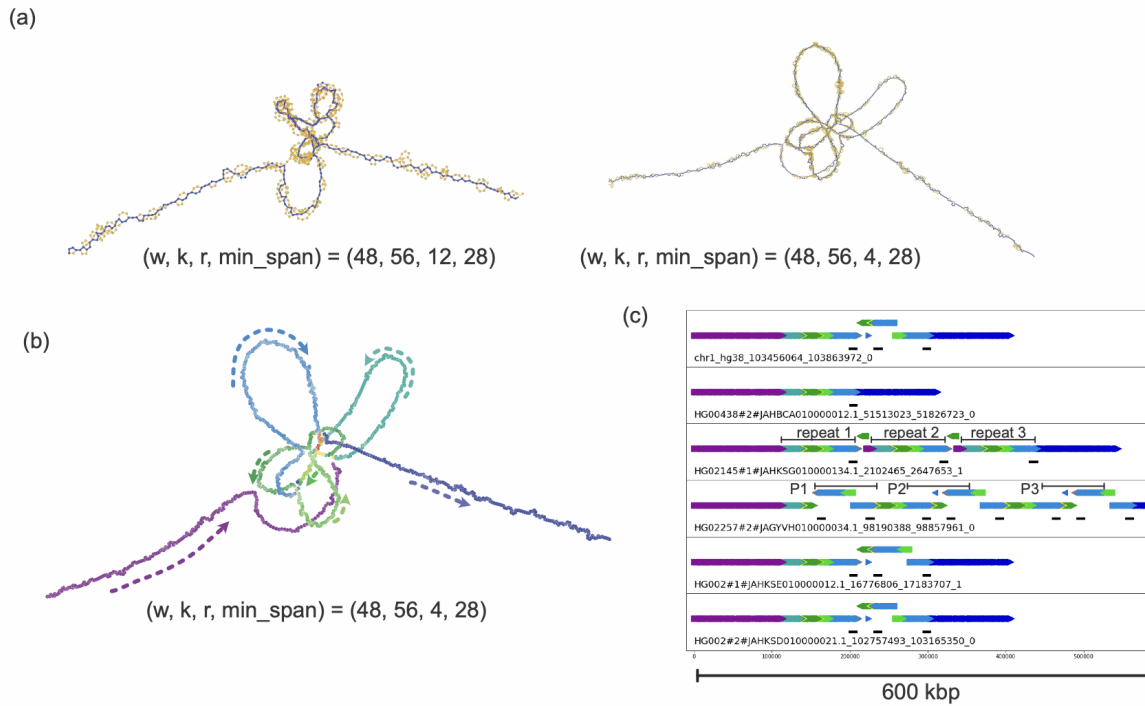 (a)
(w, k, r, min_span) = (48, 56, 12, 28)
(w, k, r, min_span) = (48, 56, 4, 28)
(b)
(w, k, r, min_span) = (48, 56, 4, 28)
(c)
chr1_hg38_103456064_103863972_0
HG00438#2#JAHBCA010000012.1_51513023_51826723_0
repeat 1
repeat 2
repeat 3
HG02145#1#JAHKSG010000134.1_2102465_2647653_1
P1
P2
P3
HG02257#2#JAGYVH010000034.1_98190388_98857961_0
HG002#1#JAHKSE010000012.1_16776806_17183707_1
HG002#2#JAHKSD010000021.1_102757493_103165350_0
0 100000 200000 300000 400000 500000
600 kbp